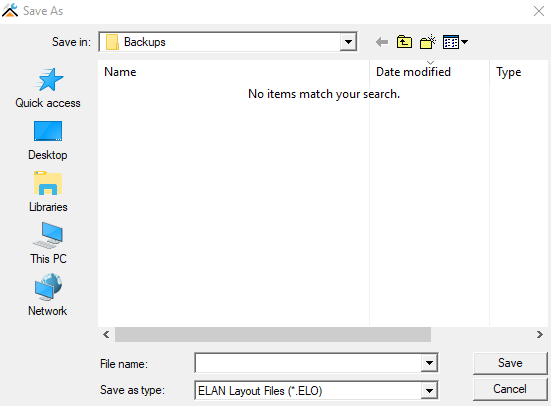 Save As
Save in: Backups
Name Date modified Type
No items match your search.
Quick access
Desktop
Libraries
This PC
Network
File name: Save
Save as type: ELAN Layout Files (*.ELO) Cancel